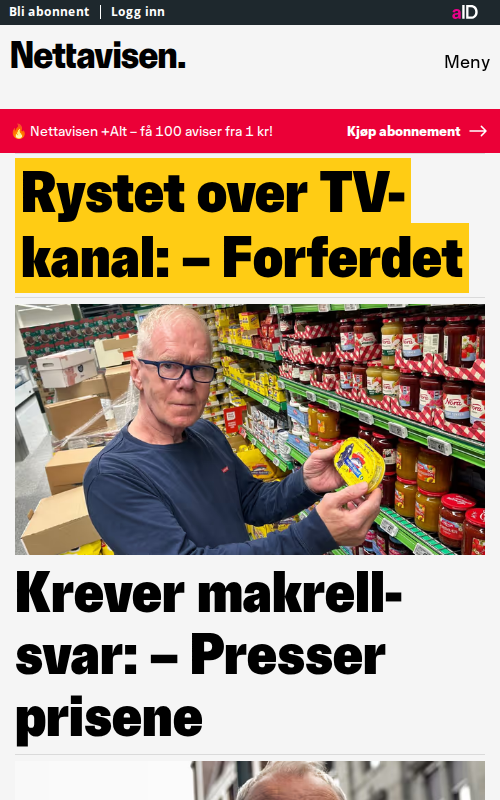 Bli abonnent | Logg inn
aID
Nettavisen.
Meny
🔥 Nettavisen +Alt – få 100 aviser fra 1 kr!
Kjøp abonnement →
Rystet over TV-
kanal: – Forferdet
Krever makrell-
svar: – Presser
prisene